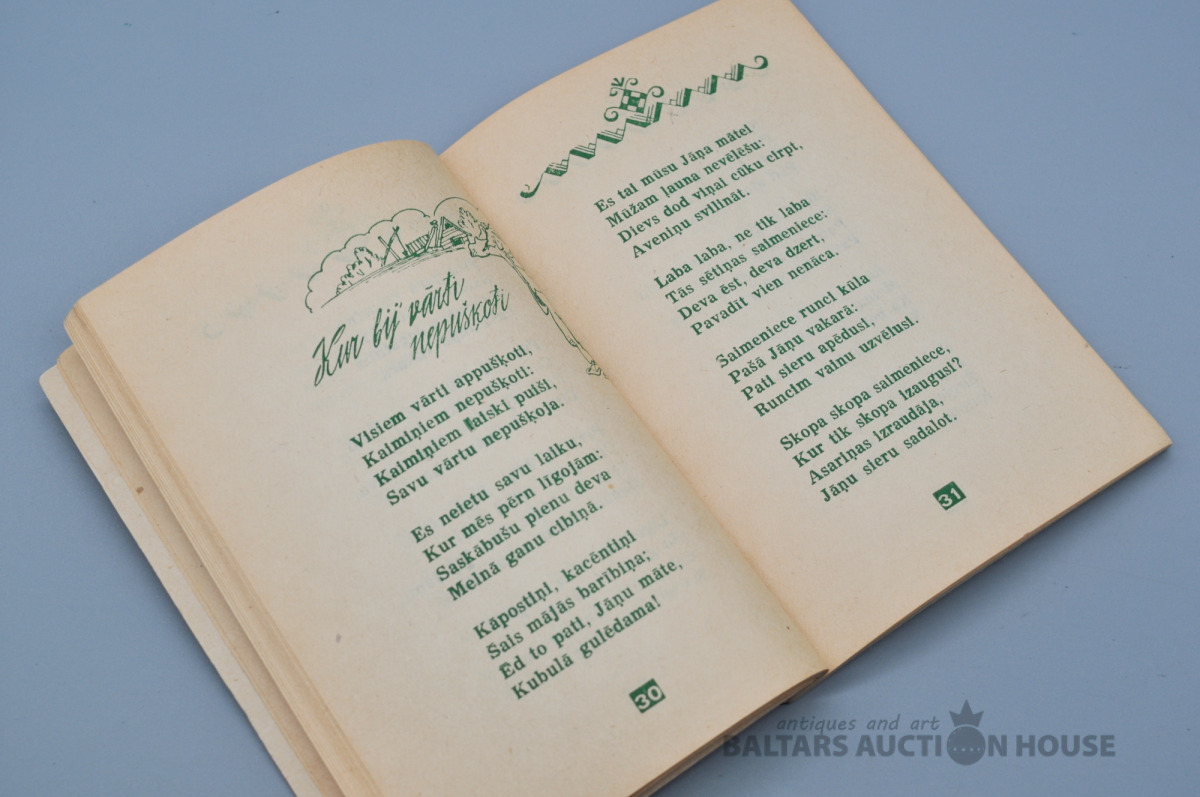 Kur bij vārti
nepušķoti
Visiem vārti appušķoti,
Kaimiņiem nepušķoti:
Kaimiņiem laiski puiši,
Savu vārtu nepušķoja.
Es neietu savu laiku,
Kur mēs pērn līgojām:
Saskābušu pienu deva
Melnā ganu cibiņā.
Kāpostiņi, kacēntiņi
Šais mājās barībiņa;
Ēd to pati, Jāņu māte,
Kubulā gulēdama!
30
Es tai mūsu Jāņa mātei
Mūžam ļauna nevēlēšu:
Dievs dod viņai cūku cirpt,
Aveniņu svilināt.
Laba laba, ne tik laba
Tās sētiņas saimeniece:
Deva ēst, deva dzert,
Pavadīt vien nenāca.
Saimeniece runci kūla
Pašā Jāņu vakarā:
Pati sieru apēdusi,
Runcim vainu uzvēlusi.
Skopa skopa saimeniece,
Kur tik skopa izaugusi?
Asariņas izraudāja,
Jāņu sieru sadalot.
31
antiques and art
BALTARS AUCTION HOUSE